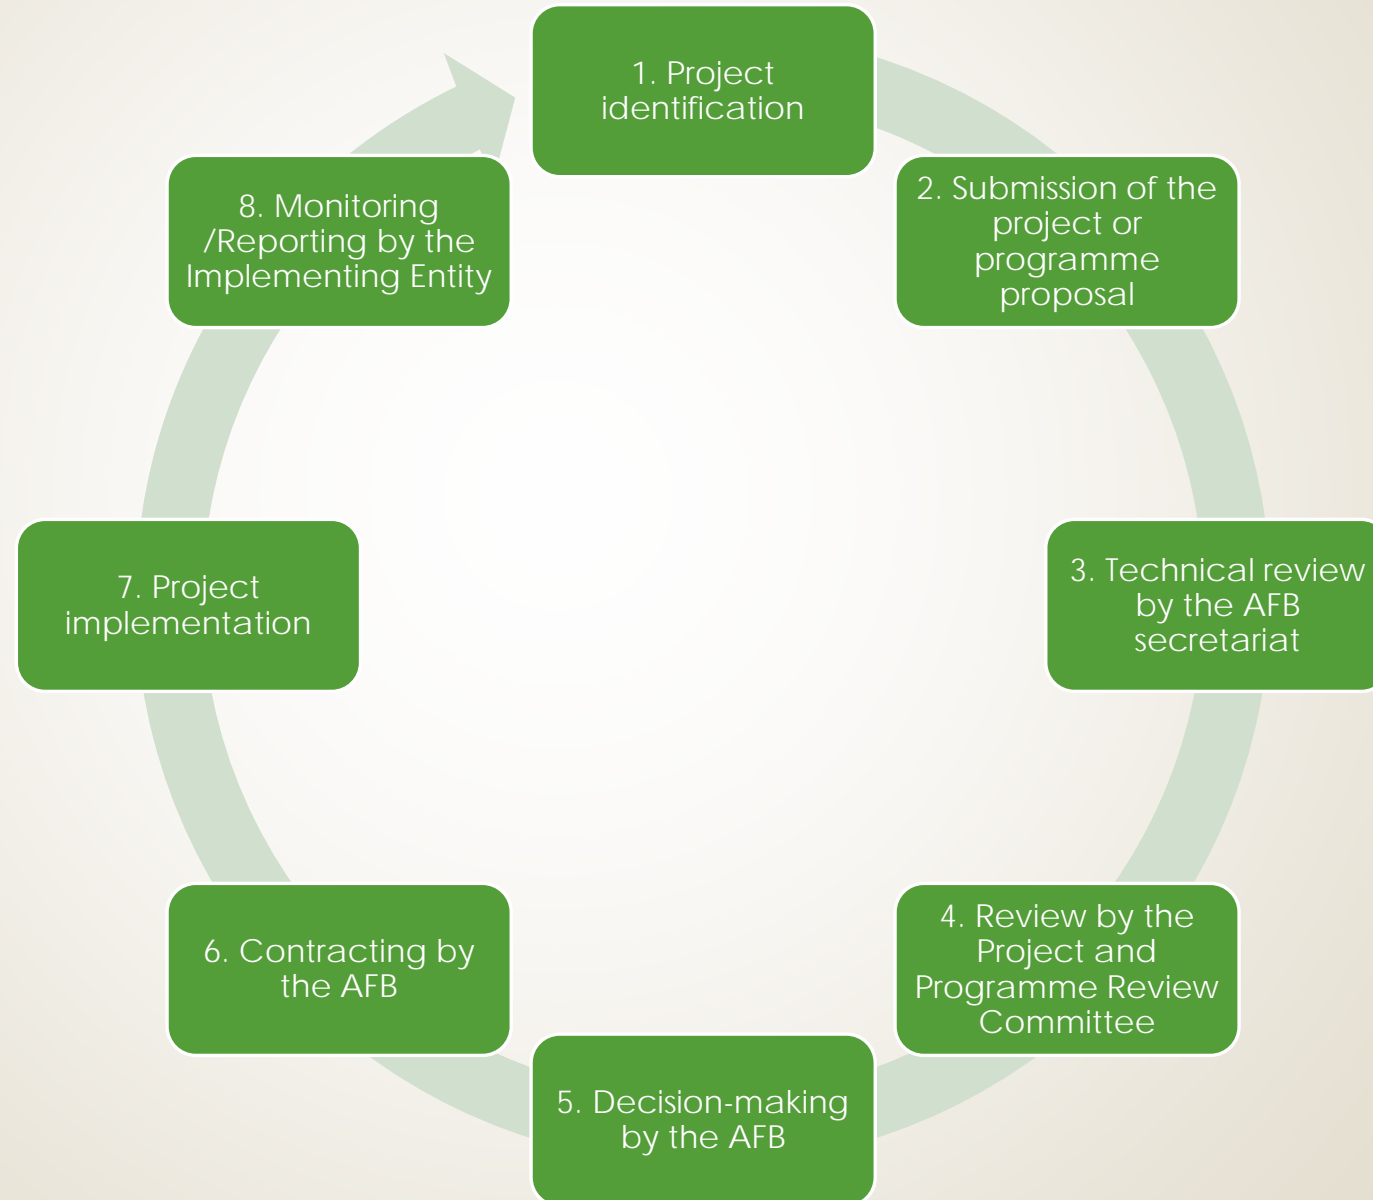 1. Project
identification
2. Submission of the
project or
programme
proposal
3. Technical review
by the AFB
secretariat
4. Review by the
Project and
Programme Review
Committee
5. Decision-making
by the AFB
6. Contracting by
the AFB
7. Project
implementation
8. Monitoring
/Reporting by the
Implementing Entity